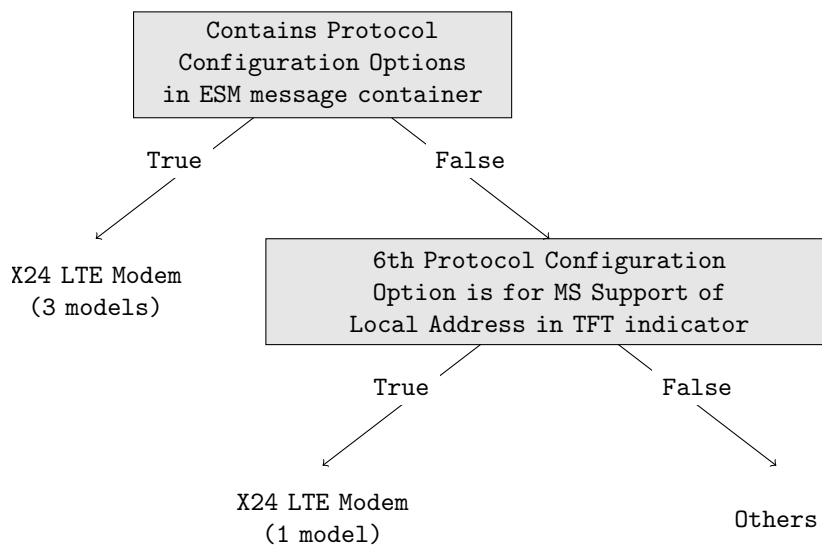 Contains Protocol
Configuration Options
in ESM message container
True
False
X24 LTE Modem
(3 models)
6th Protocol Configuration
Option is for MS Support of
Local Address in TFT indicator
True
False
X24 LTE Modem
(1 model)
Others